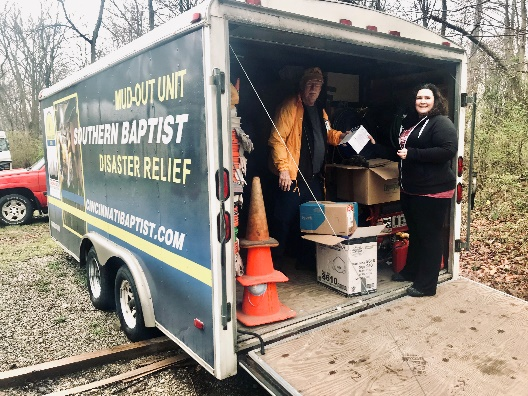 MUD-OUT UNIT
SOUTHERN BAPTIST
DISASTER RELIEF
CINCINNATIBAPTIST.COM